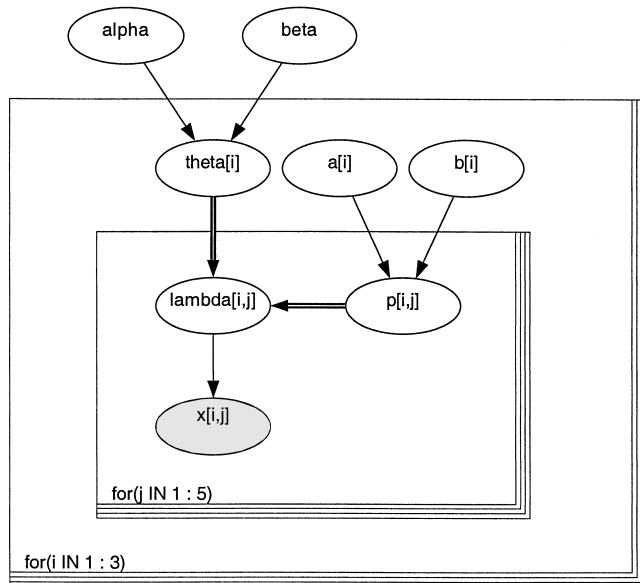 alpha beta
theta[i] a[i] b[i]
lambda[i,j] p[i,j]
x[i,j]
for(j IN 1 : 5)
for(i IN 1 : 3)